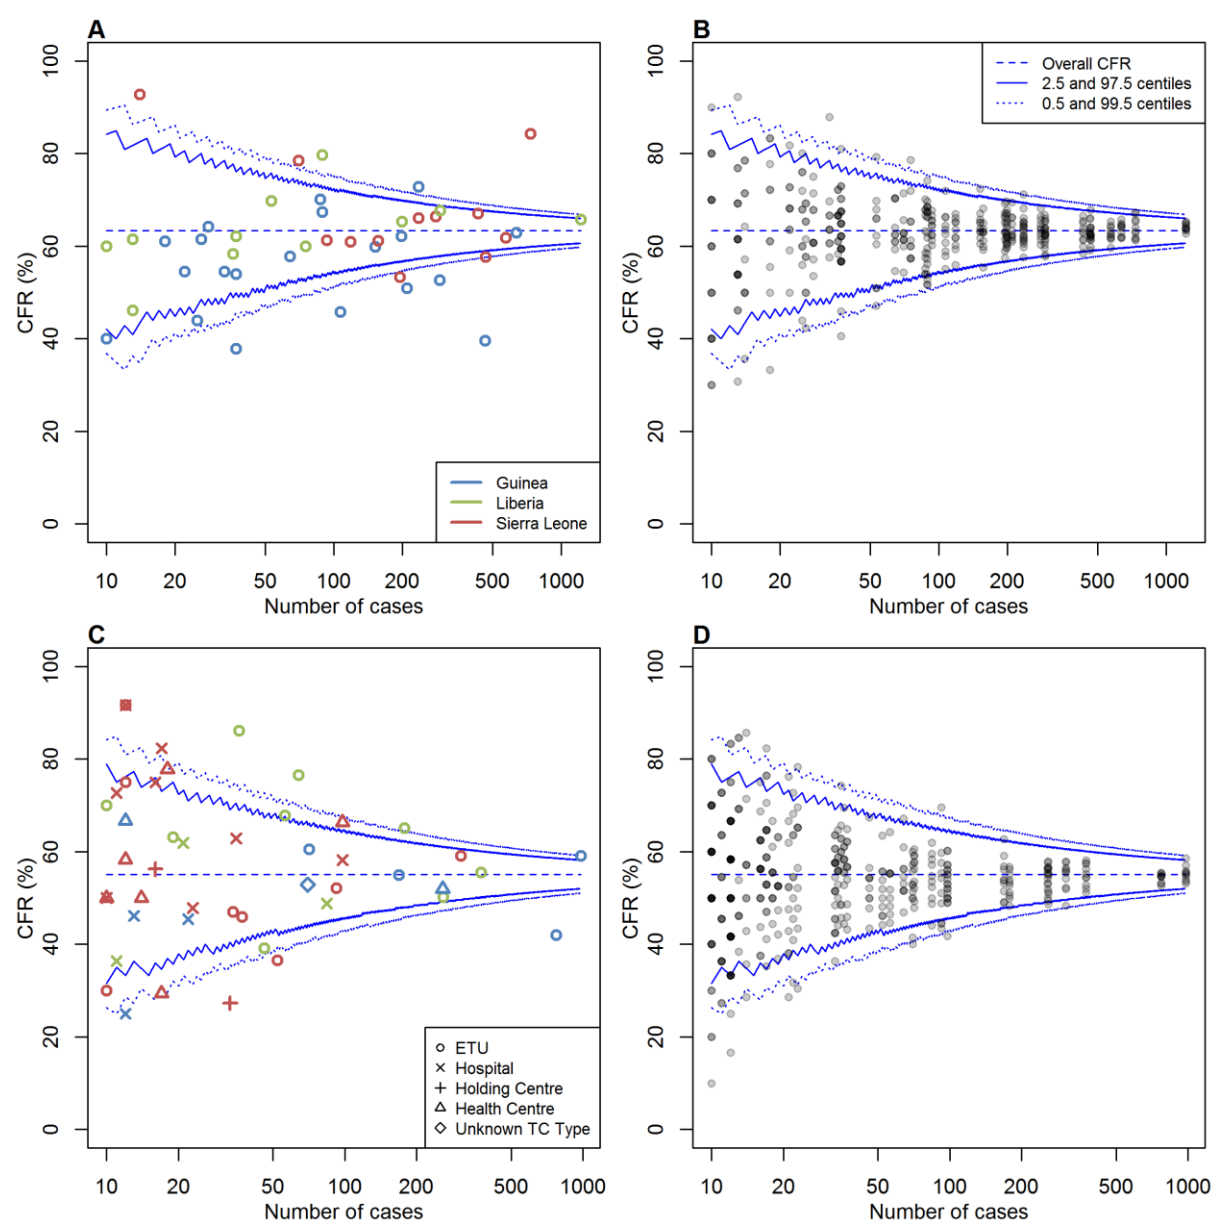 A
100
80
60
40
20
0
CFR (%)
Guinea
Liberia
Sierra Leone
10 20 50 100 200 500 1000
Number of cases
B
100
80
60
40
20
0
CFR (%)
Overall CFR
2.5 and 97.5 centiles
0.5 and 99.5 centiles
10 20 50 100 200 500 1000
Number of cases
C
100
80
60
40
20
0
CFR (%)
ETU
Hospital
Holding Centre
Health Centre
Unknown TC Type
10 20 50 100 200 500 1000
Number of cases
D
100
80
60
40
20
0
CFR (%)
10 20 50 100 200 500 1000
Number of cases